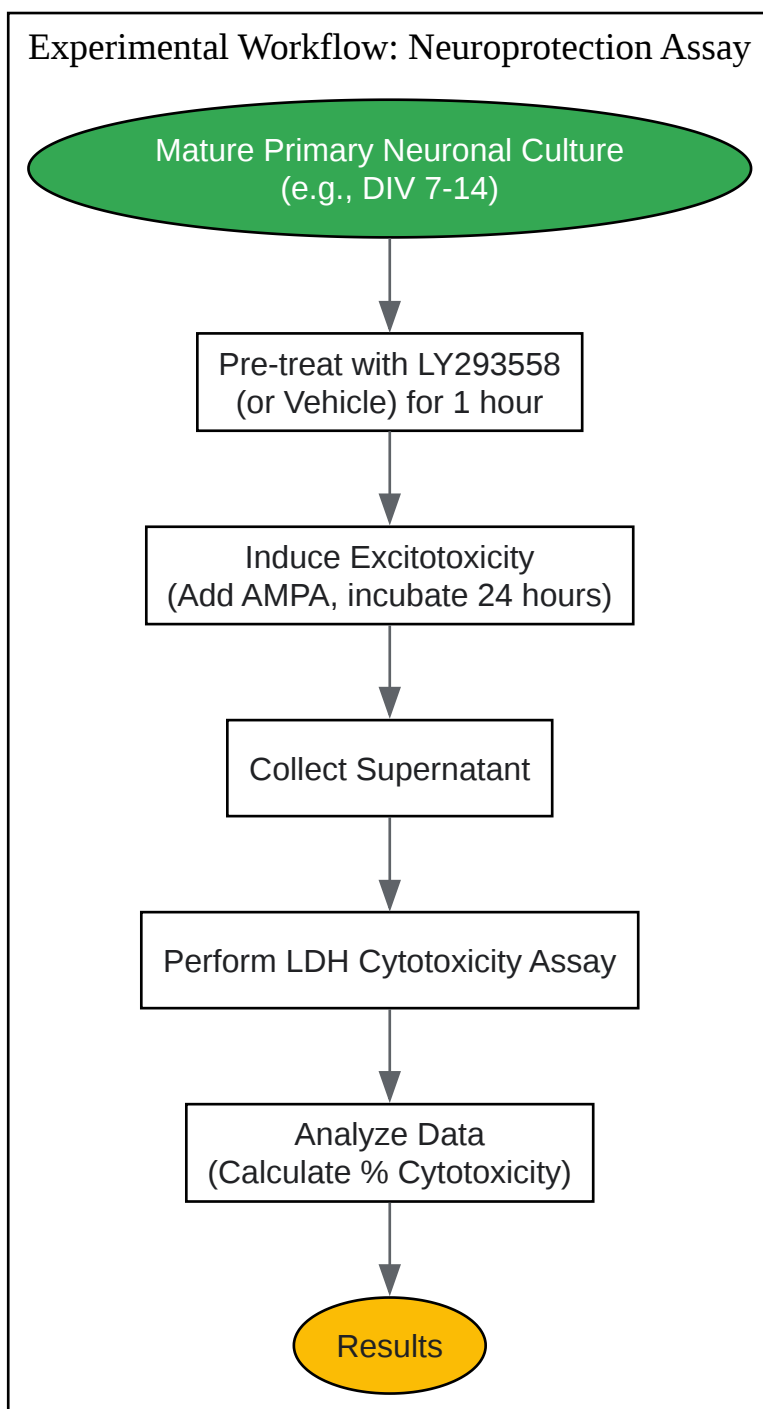 Experimental Workflow: Neuroprotection Assay
Mature Primary Neuronal Culture
(e.g., DIV 7-14)
Pre-treat with LY293558
(or Vehicle) for 1 hour
Induce Excitotoxicity
(Add AMPA, incubate 24 hours)
Collect Supernatant
Perform LDH Cytotoxicity Assay
Analyze Data
(Calculate % Cytotoxicity)
Results